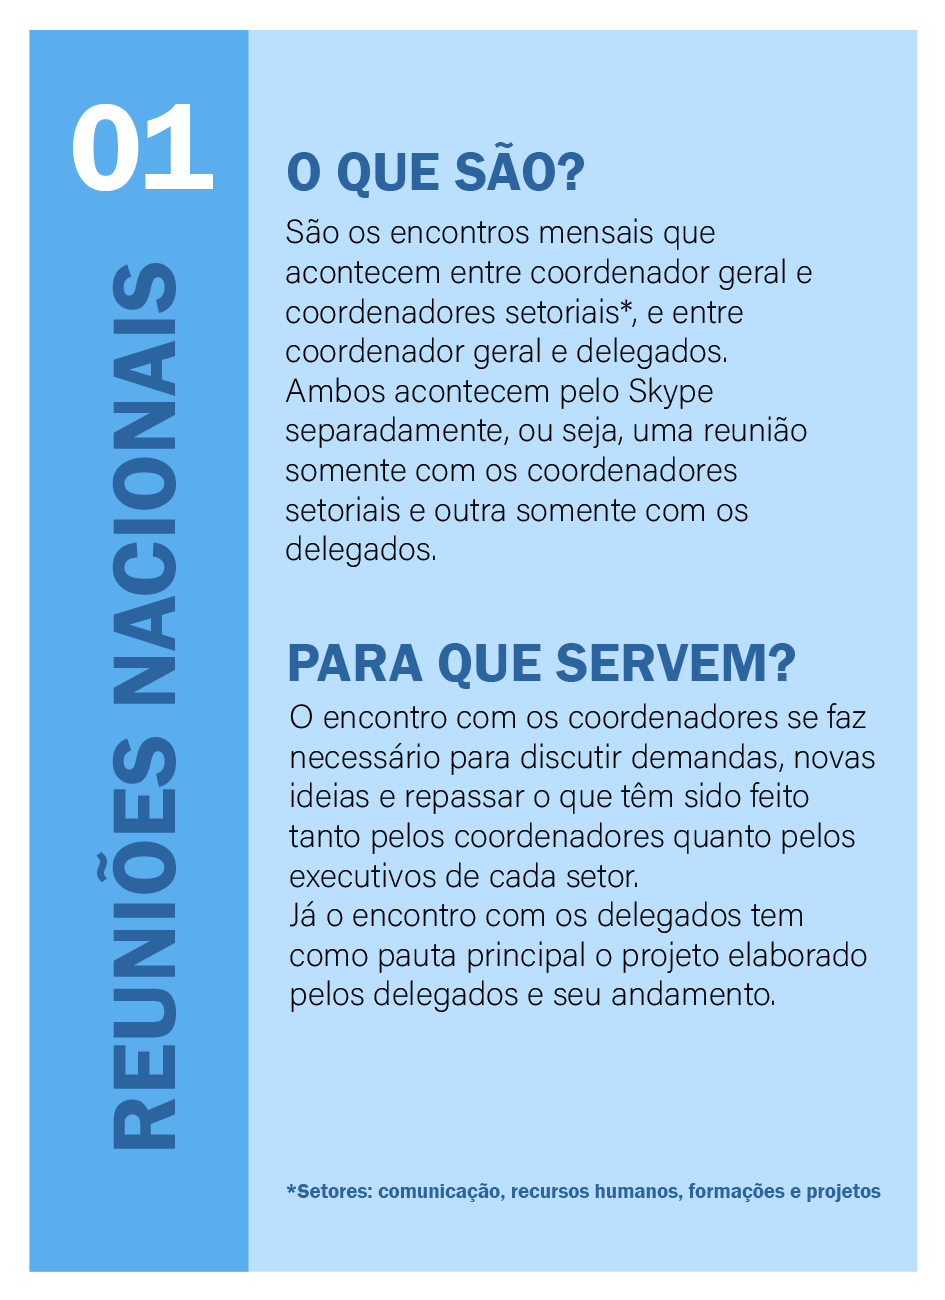 01
REUNIÕES NACIONAIS
O QUE SÃO?
São os encontros mensais que
acontecem entre coordenador geral e
coordenadores setoriais*, e entre
coordenador geral e delegados.
Ambos acontecem pelo Skype
separadamente, ou seja, uma reunião
somente com os coordenadores
setoriais e outra somente com os
delegados.
PARA QUE SERVEM?
O encontro com os coordenadores se faz
necessário para discutir demandas, novas
ideias e repassar o que têm sido feito
tanto pelos coordenadores quanto pelos
executivos de cada setor.
Já o encontro com os delegados tem
como pauta principal o projeto elaborado
pelos delegados e seu andamento.
*Setores: comunicação, recursos humanos, formações e projetos